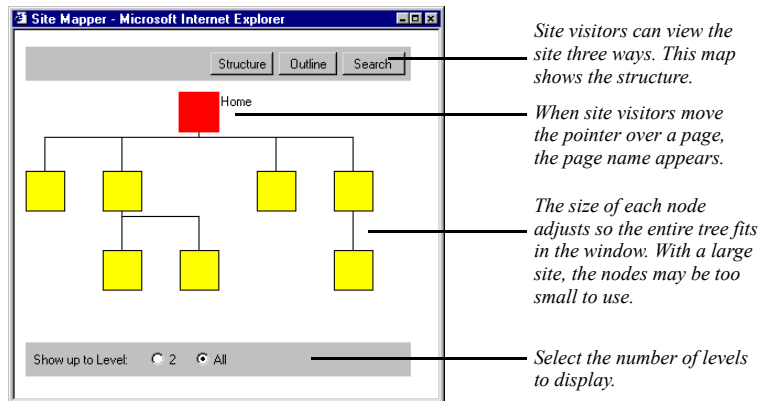 Site Mapper - Microsoft Internet Explorer
Structure
Outline
Search
Home
Show up to Level:
2
All
Site visitors can view the
site three ways. This map
shows the structure.
When site visitors move
the pointer over a page,
the page name appears.
The size of each node
adjusts so the entire tree fits
in the window. With a large
site, the nodes may be too
small to use.
Select the number of levels
to display.